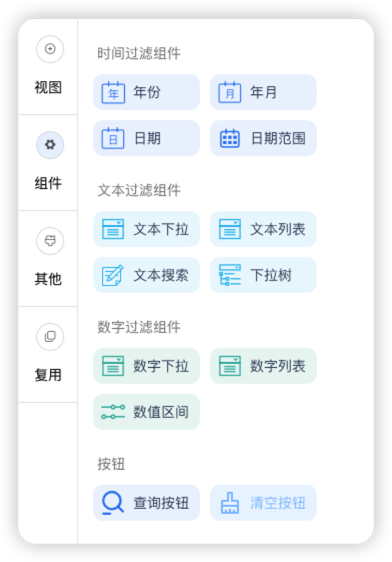 视图
组件
其他
复用
时间过滤组件
年 年份
月 年月
日 日期
日期范围
文本过滤组件
文本下拉
文本列表
文本搜索
下拉树
数字过滤组件
数字下拉
数字列表
数值区间
按钮
查询按钮
清空按钮